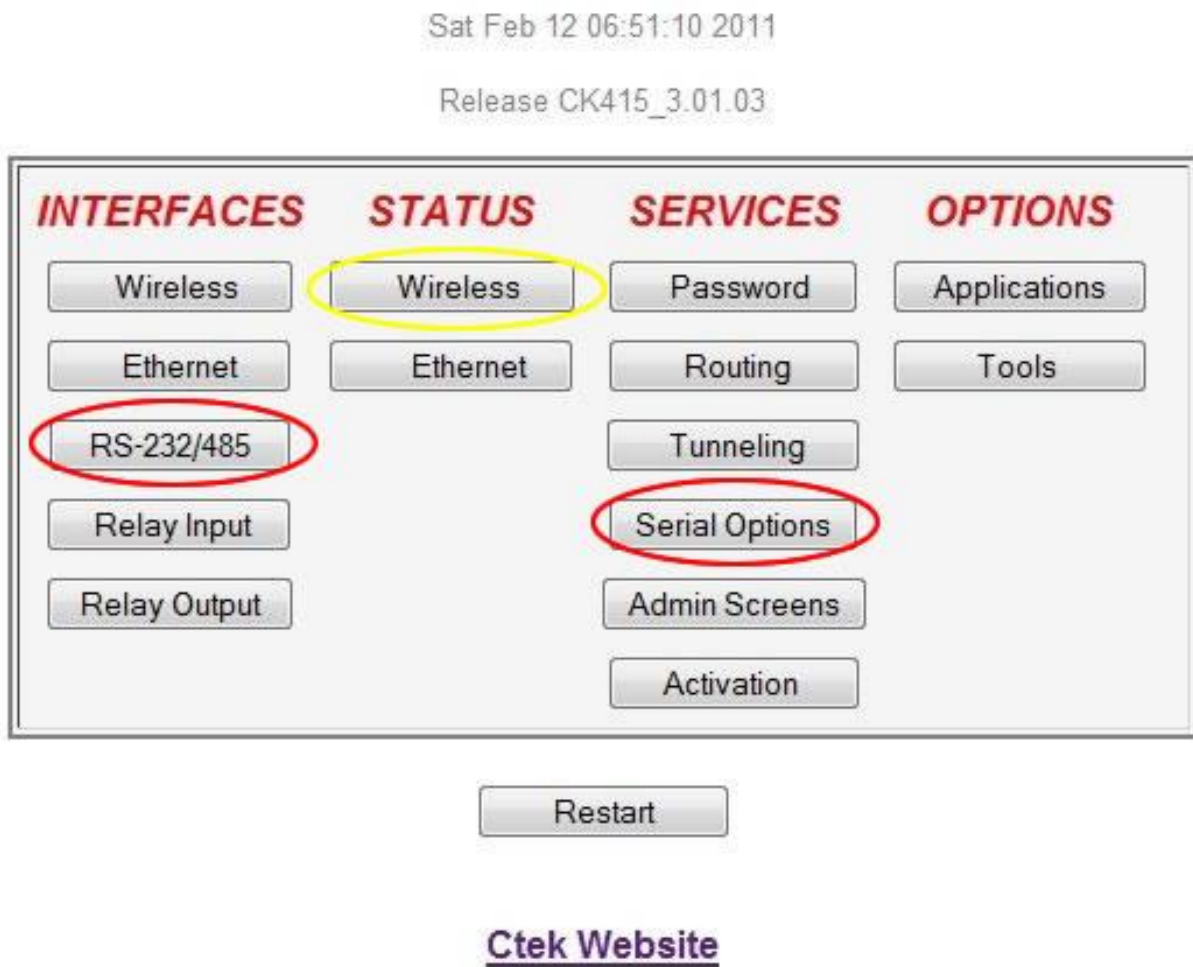 Sat Feb 12 06:51:10 2011
Release CK415_3.01.03
INTERFACES STATUS SERVICES OPTIONS
Wireless Wireless Password Applications
Ethernet Ethernet Routing Tools
RS-232/485 Tunneling
Relay Input Serial Options
Relay Output Admin Screens
Activation
Restart
Ctek Website